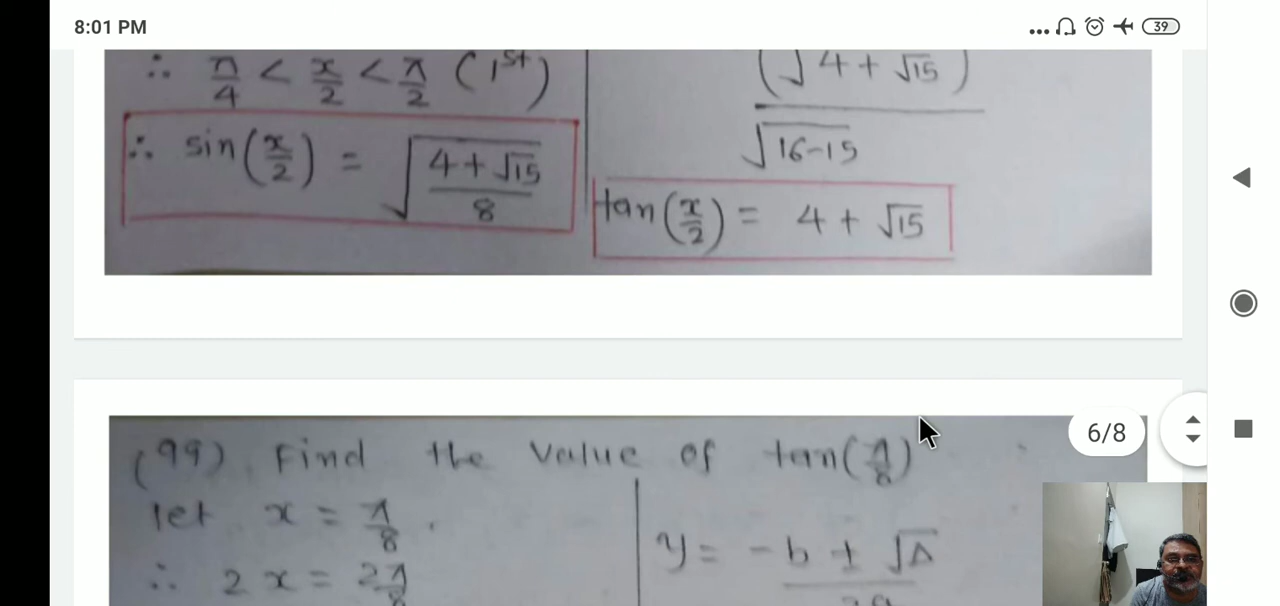 8:01 PM
39
∴ π/4 < x/2 < π/2 (1st)
∴ sin(x/2) = √((4+√15)/8)
(√4+√15)
√16-15
tan(x/2) = 4 + √15
6/8
(99) Find the value of tan(π/8)
let x = π/8 .
∴ 2x = 2π/8
y = -b ± √Δ
2a